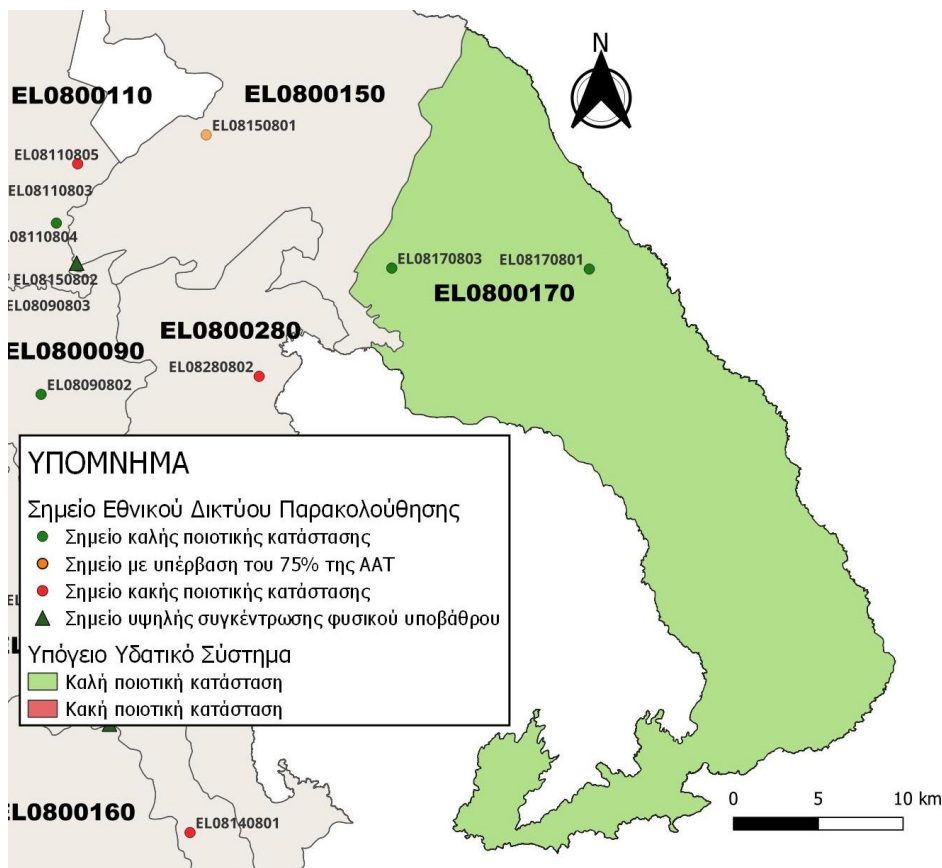 N
EL0800110
EL0800150
EL08150801
EL08110805
EL08110803
L08110804
EL08150802
EL08090803
EL08170803
EL08170801
EL0800170
EL0800280
EL0800090
EL08280802
EL08090802
ΥΠΟΜΝΗΜΑ
Σημείο Εθνικού Δικτύου Παρακολούθησης
Σημείο καλής ποιοτικής κατάστασης
Σημείο με υπέρβαση του 75% της ΑΑΤ
Σημείο κακής ποιοτικής κατάστασης
Σημείο υψηλής συγκέντρωσης φυσικού υποβάθρου
Υπόγειο Υδατικό Σύστημα
Καλή ποιοτική κατάσταση
Κακή ποιοτική κατάσταση
EL0800160
EL08140801
0 5 10 km